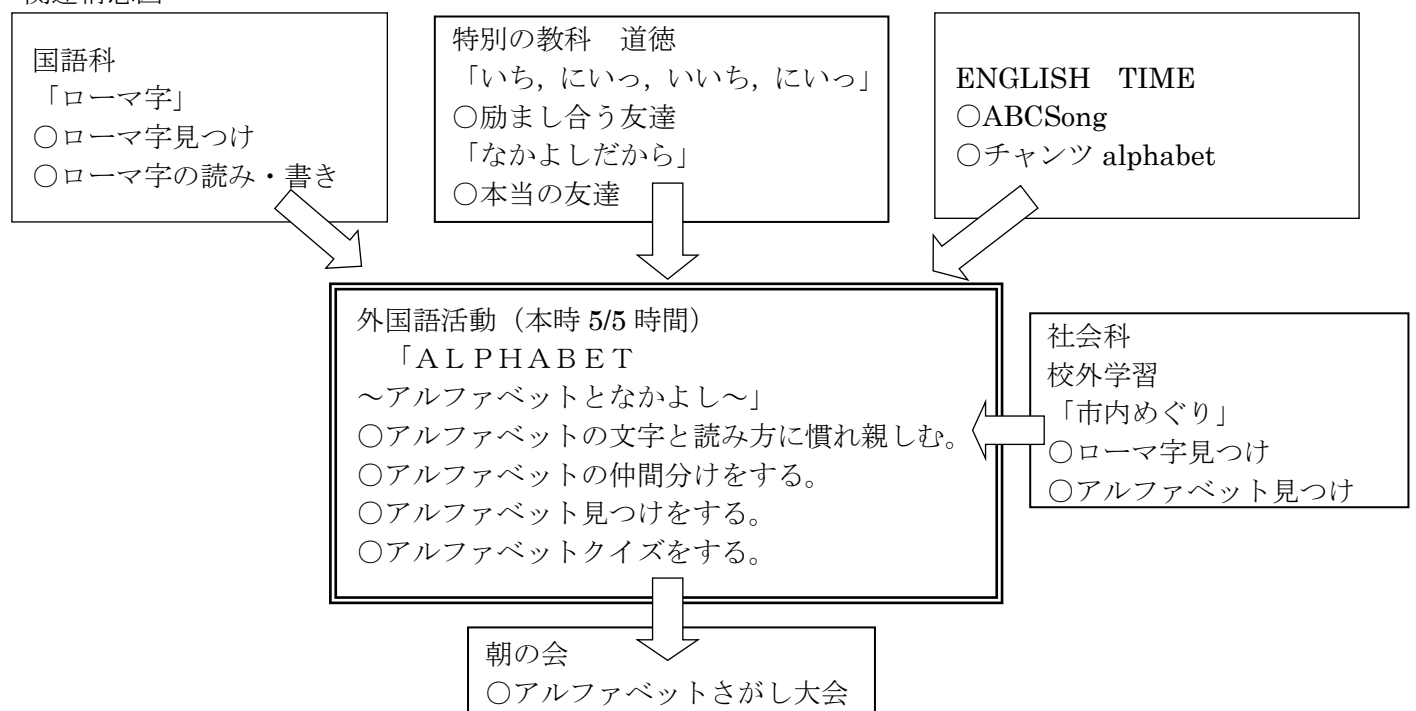 国語科
「ローマ字」
○ローマ字見つけ
○ローマ字の読み・書き
特別の教科　道徳
「いち, にいっ, いいち, にいっ」
○励まし合う友達
「なかよしだから」
○本当の友達
ENGLISH　TIME
○ABCSong
○チャンツ alphabet
外国語活動（本時 5/5 時間）
「ＡＬＰＨＡＢＥＴ
～アルファベットとなかよし～」
○アルファベットの文字と読み方に慣れ親しむ。
○アルファベットの仲間分けをする。
○アルファベット見つけをする。
○アルファベットクイズをする。
社会科
校外学習
「市内めぐり」
○ローマ字見つけ
○アルファベット見つけ
朝の会
○アルファベットさがし大会